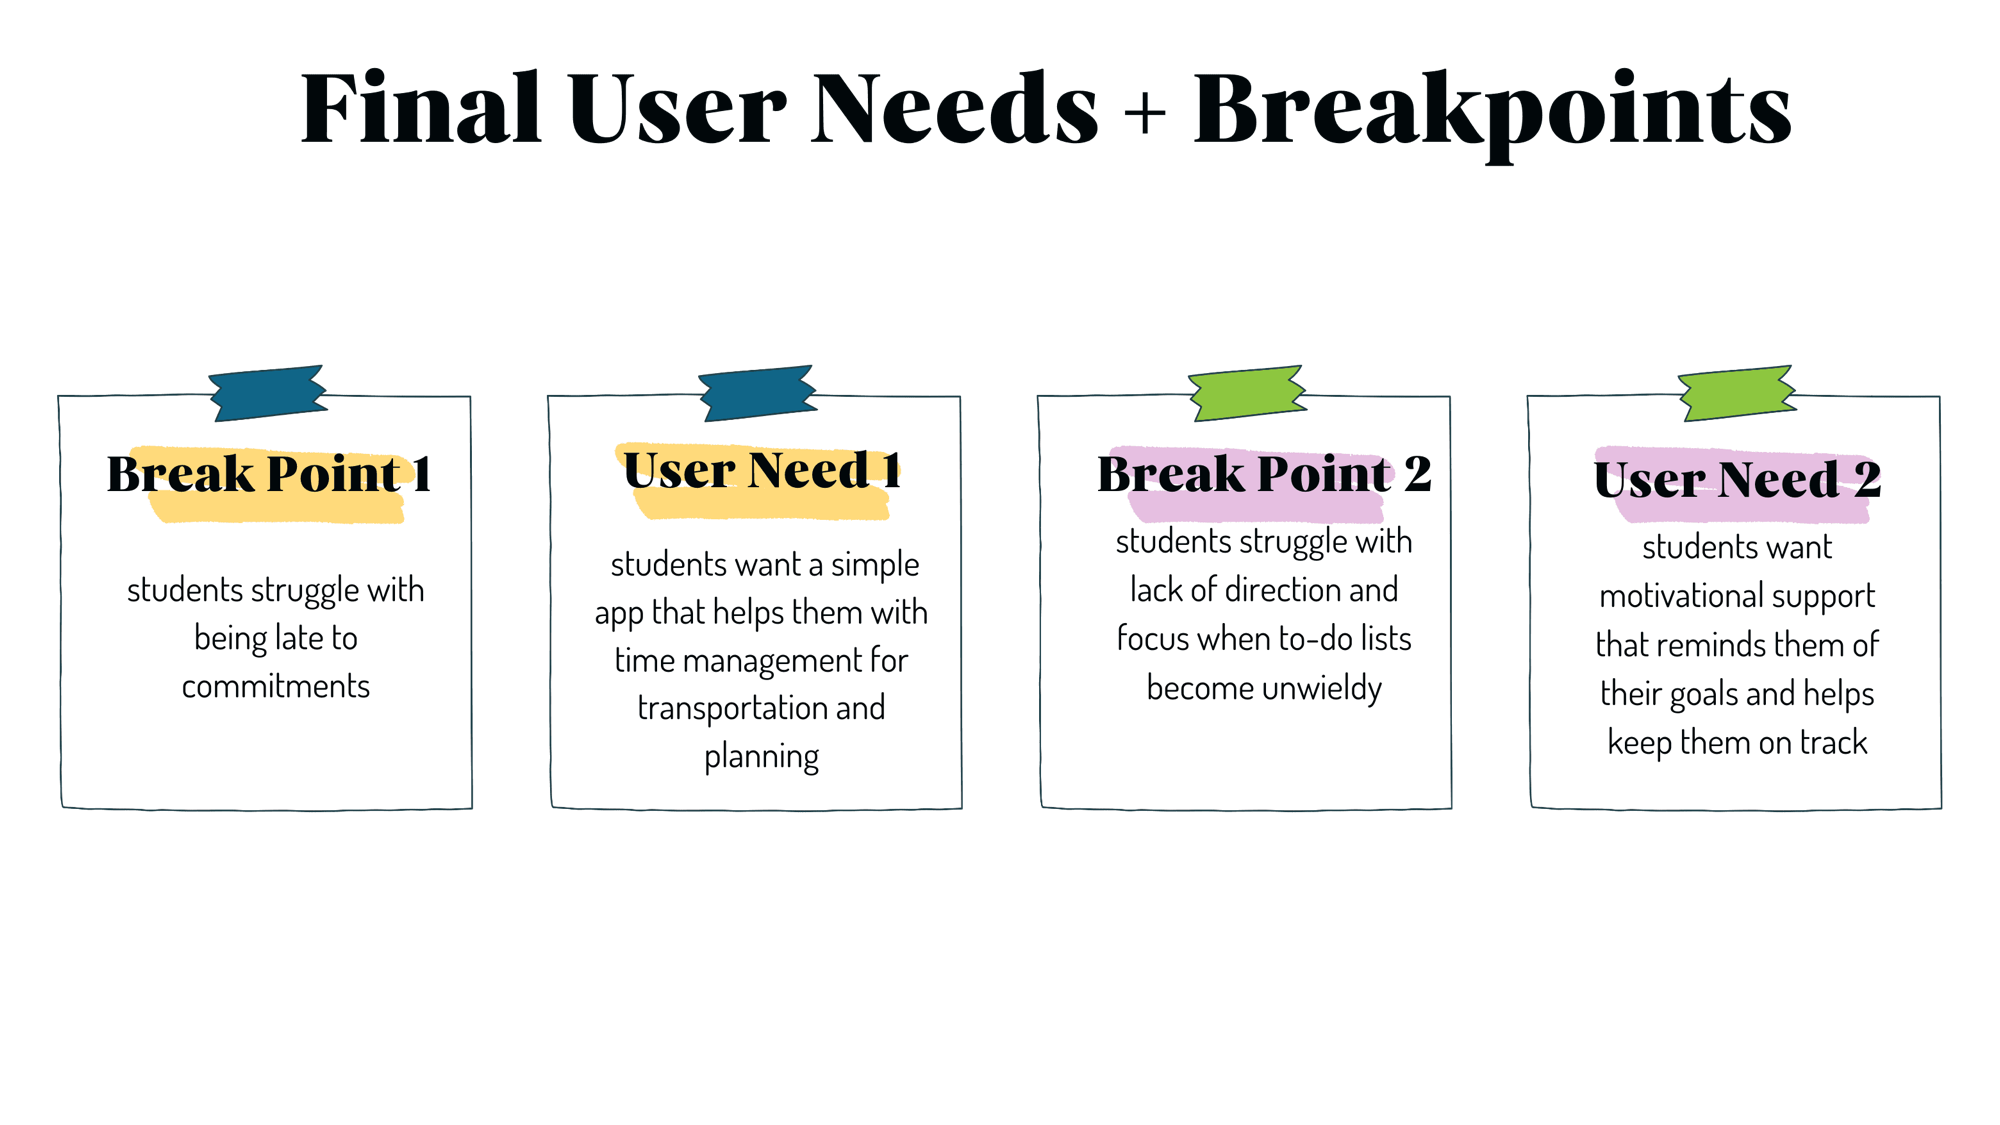 Final User Needs + Breakpoints
Break Point 1
students struggle with
being late to
commitments
User Need 1
students want a simple
app that helps them with
time management for
transportation and
planning
Break Point 2
students struggle with
lack of direction and
focus when to-do lists
become unwieldy
User Need 2
students want
motivational support
that reminds them of
their goals and helps
keep them on track